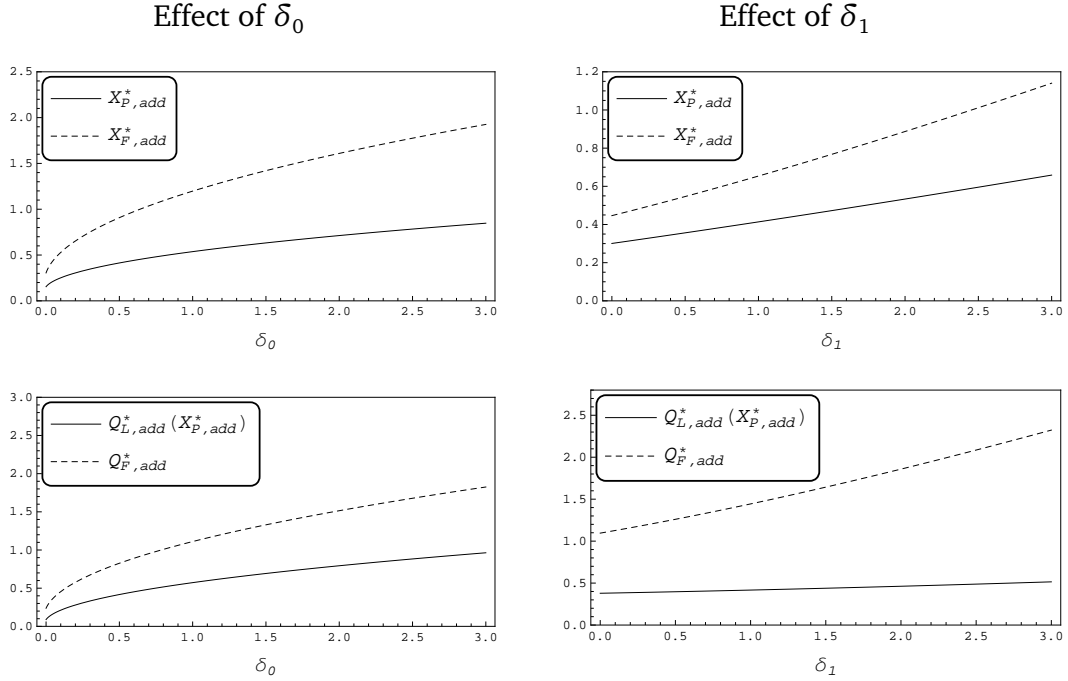 Effect of δ₀
Effect of δ₁
2.5
2.0
1.5
1.0
0.5
0.0
X*P,add
X*F,add
0.0 0.5 1.0 1.5 2.0 2.5 3.0
δ₀
1.2
1.0
0.8
0.6
0.4
0.2
0.0
X*P,add
X*F,add
0.0 0.5 1.0 1.5 2.0 2.5 3.0
δ₁
3.0
2.5
2.0
1.5
1.0
0.5
0.0
Q*L,add (X*P,add)
Q*F,add
0.0 0.5 1.0 1.5 2.0 2.5 3.0
δ₀
2.5
2.0
1.5
1.0
0.5
0.0
Q*L,add (X*P,add)
Q*F,add
0.0 0.5 1.0 1.5 2.0 2.5 3.0
δ₁